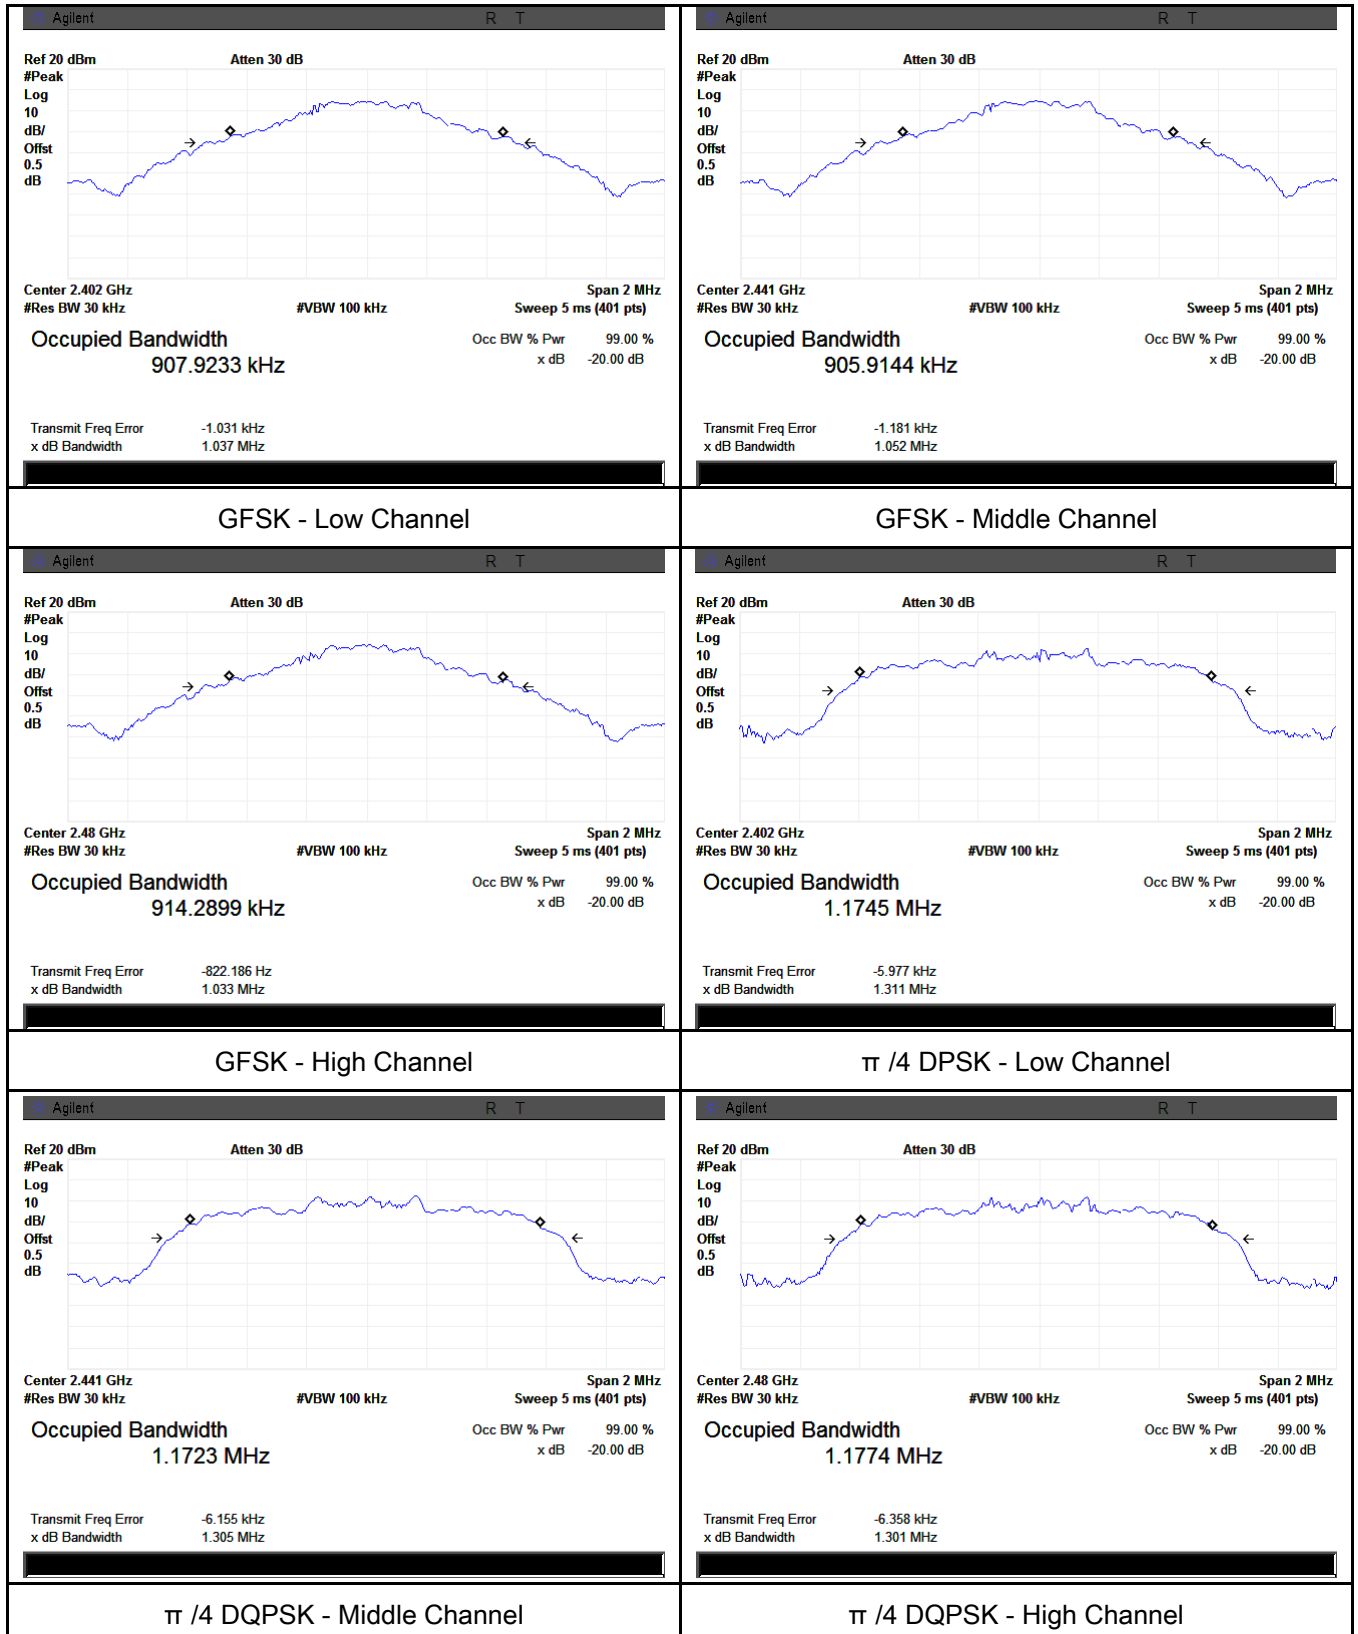 Agilent R T
Ref 20 dBm Atten 30 dB
#Peak
Log
10
dB/
Offst
0.5
dB
Center 2.402 GHz Span 2 MHz
#Res BW 30 kHz #VBW 100 kHz Sweep 5 ms (401 pts)
Occupied Bandwidth Occ BW % Pwr 99.00 %
907.9233 kHz x dB -20.00 dB
Transmit Freq Error -1.031 kHz
x dB Bandwidth 1.037 MHz
GFSK - Low Channel
Agilent R T
Ref 20 dBm Atten 30 dB
#Peak
Log
10
dB/
Offst
0.5
dB
Center 2.441 GHz Span 2 MHz
#Res BW 30 kHz #VBW 100 kHz Sweep 5 ms (401 pts)
Occupied Bandwidth Occ BW % Pwr 99.00 %
905.9144 kHz x dB -20.00 dB
Transmit Freq Error -1.181 kHz
x dB Bandwidth 1.052 MHz
GFSK - Middle Channel
Agilent R T
Ref 20 dBm Atten 30 dB
#Peak
Log
10
dB/
Offst
0.5
dB
Center 2.48 GHz Span 2 MHz
#Res BW 30 kHz #VBW 100 kHz Sweep 5 ms (401 pts)
Occupied Bandwidth Occ BW % Pwr 99.00 %
914.2899 kHz x dB -20.00 dB
Transmit Freq Error -822.186 Hz
x dB Bandwidth 1.033 MHz
GFSK - High Channel
Agilent R T
Ref 20 dBm Atten 30 dB
#Peak
Log
10
dB/
Offst
0.5
dB
Center 2.402 GHz Span 2 MHz
#Res BW 30 kHz #VBW 100 kHz Sweep 5 ms (401 pts)
Occupied Bandwidth Occ BW % Pwr 99.00 %
1.1745 MHz x dB -20.00 dB
Transmit Freq Error -5.977 kHz
x dB Bandwidth 1.311 MHz
π /4 DPSK - Low Channel
Agilent R T
Ref 20 dBm Atten 30 dB
#Peak
Log
10
dB/
Offst
0.5
dB
Center 2.441 GHz Span 2 MHz
#Res BW 30 kHz #VBW 100 kHz Sweep 5 ms (401 pts)
Occupied Bandwidth Occ BW % Pwr 99.00 %
1.1723 MHz x dB -20.00 dB
Transmit Freq Error -6.155 kHz
x dB Bandwidth 1.305 MHz
π /4 DQPSK - Middle Channel
Agilent R T
Ref 20 dBm Atten 30 dB
#Peak
Log
10
dB/
Offst
0.5
dB
Center 2.48 GHz Span 2 MHz
#Res BW 30 kHz #VBW 100 kHz Sweep 5 ms (401 pts)
Occupied Bandwidth Occ BW % Pwr 99.00 %
1.1774 MHz x dB -20.00 dB
Transmit Freq Error -6.358 kHz
x dB Bandwidth 1.301 MHz
π /4 DQPSK - High Channel